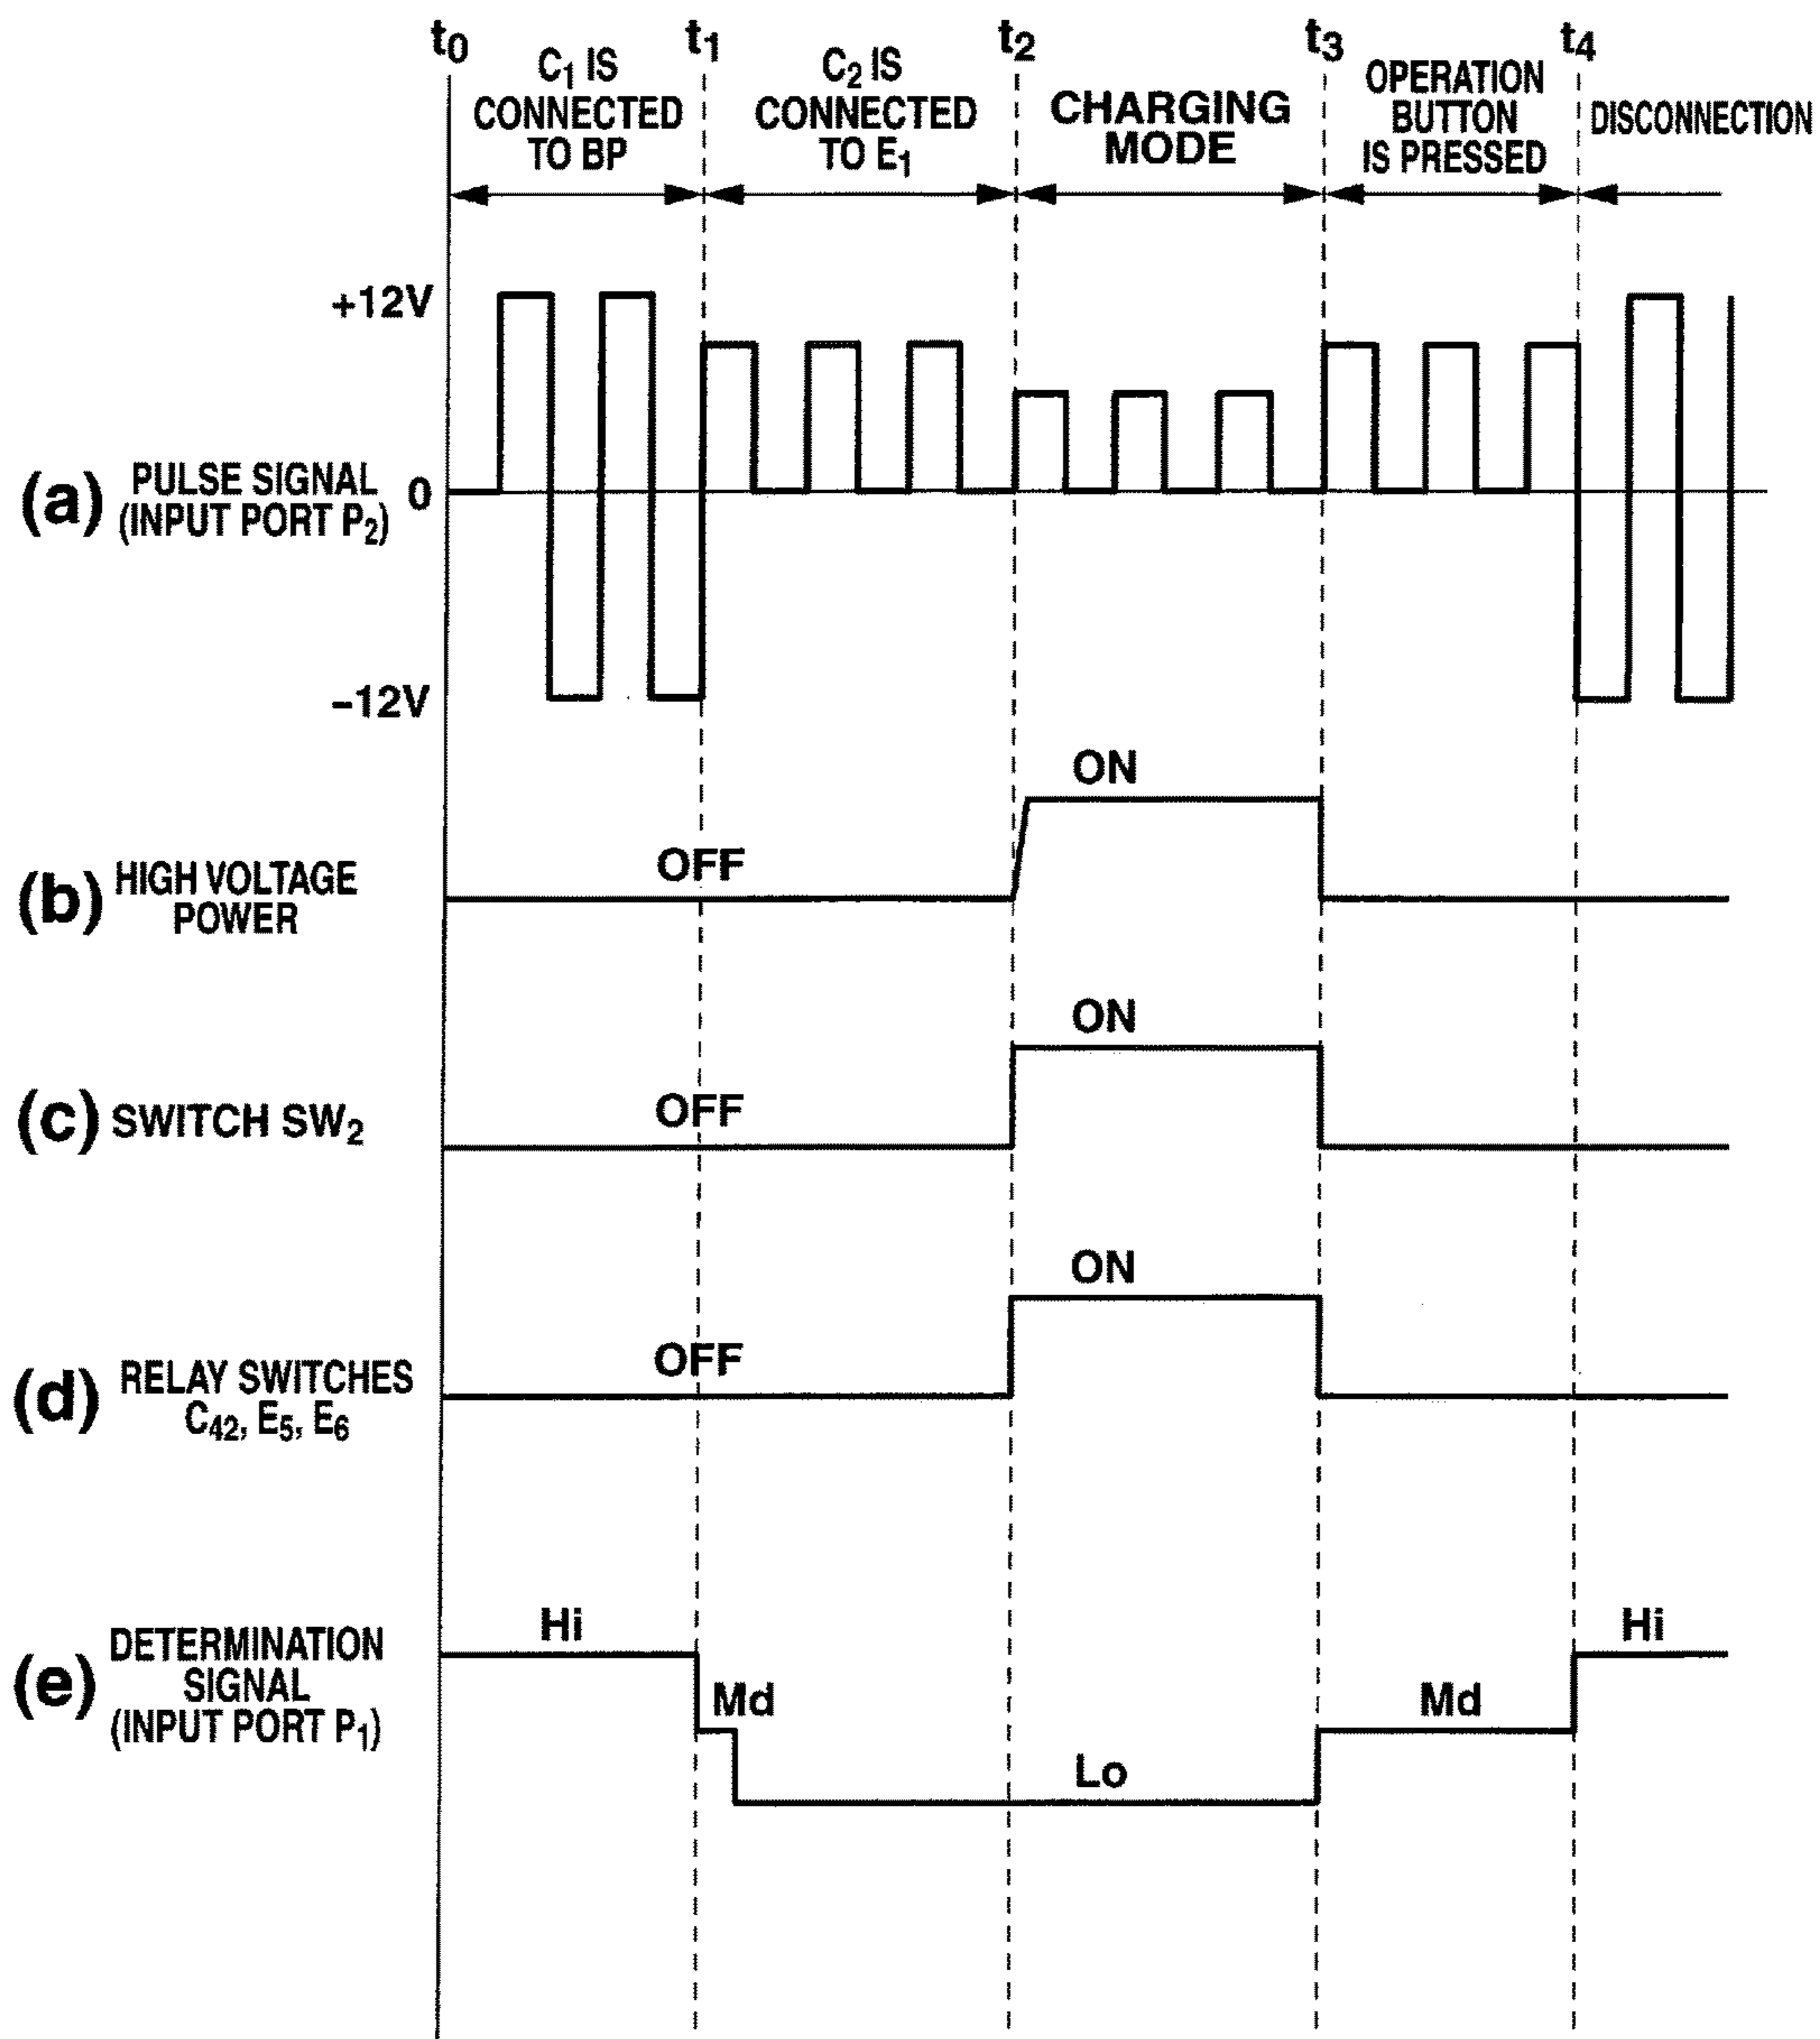 t0 t1 t2 t3 t4
C1 IS
CONNECTED
TO BP
C2 IS
CONNECTED
TO E1
CHARGING
MODE
OPERATION
BUTTON
IS PRESSED
DISCONNECTION
+12V
0
−12V
(a) PULSE SIGNAL
(INPUT PORT P2)
ON
OFF
(b) HIGH VOLTAGE
POWER
ON
OFF
(c) SWITCH SW2
ON
OFF
(d) RELAY SWITCHES
C42, E5, E6
Hi
Hi
(e) DETERMINATION
SIGNAL
(INPUT PORT P1)
Md
Md
Lo